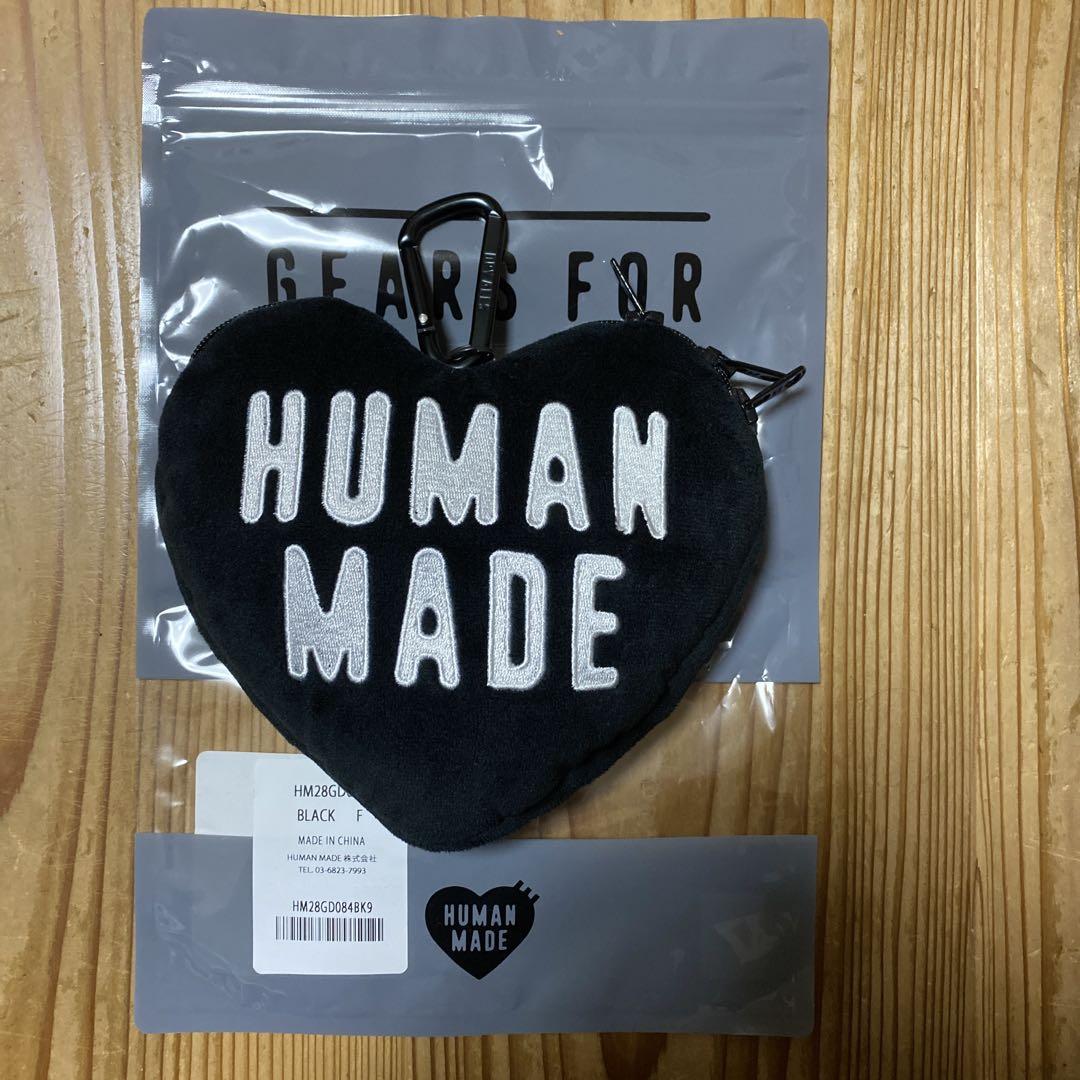 GEARS FOR
HUMAN
MADE
BLACK F
MADE IN CHINA
HUMAN MADE 株式会社
TEL. 03-6823-7993
HM28GD084BK9
HUMAN
MADE